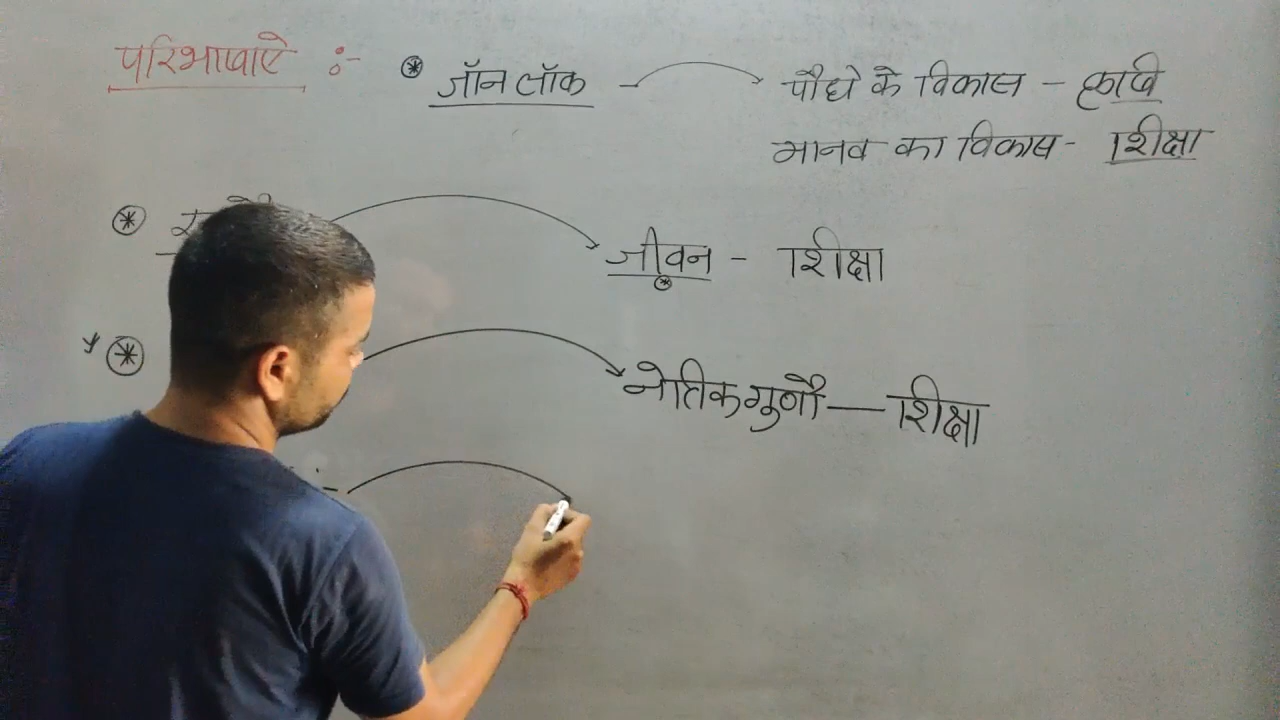 परिभाषाऐ :-
* जॉन लॉक → पौधे के विकास - कृषि
मानव का विकास - शिक्षा
*
जीवन - शिक्षा
*
नेतिक गुणौ — शिक्षा